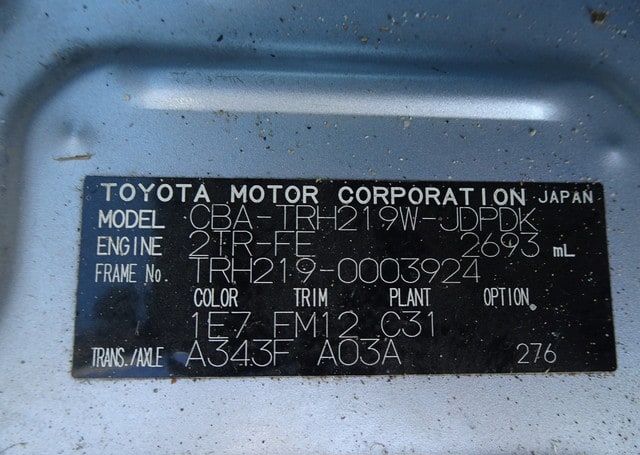 TOYOTA MOTOR CORPORATION JAPAN
MODEL CBA-TRH219W-JDPDK
ENGINE 2TR-FE 2693 mL
FRAME No. TRH219-0003924
COLOR TRIM PLANT OPTION
1E7 FM12 C31
TRANS./AXLE A343F A03A 276